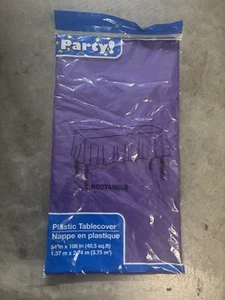 Party!
RECTANGLE
Plastic Tablecover
Nappe en plastique
54 in x 108 in (40.5 sq.ft)
1.37 m x 2.74 m (3.75 m²)